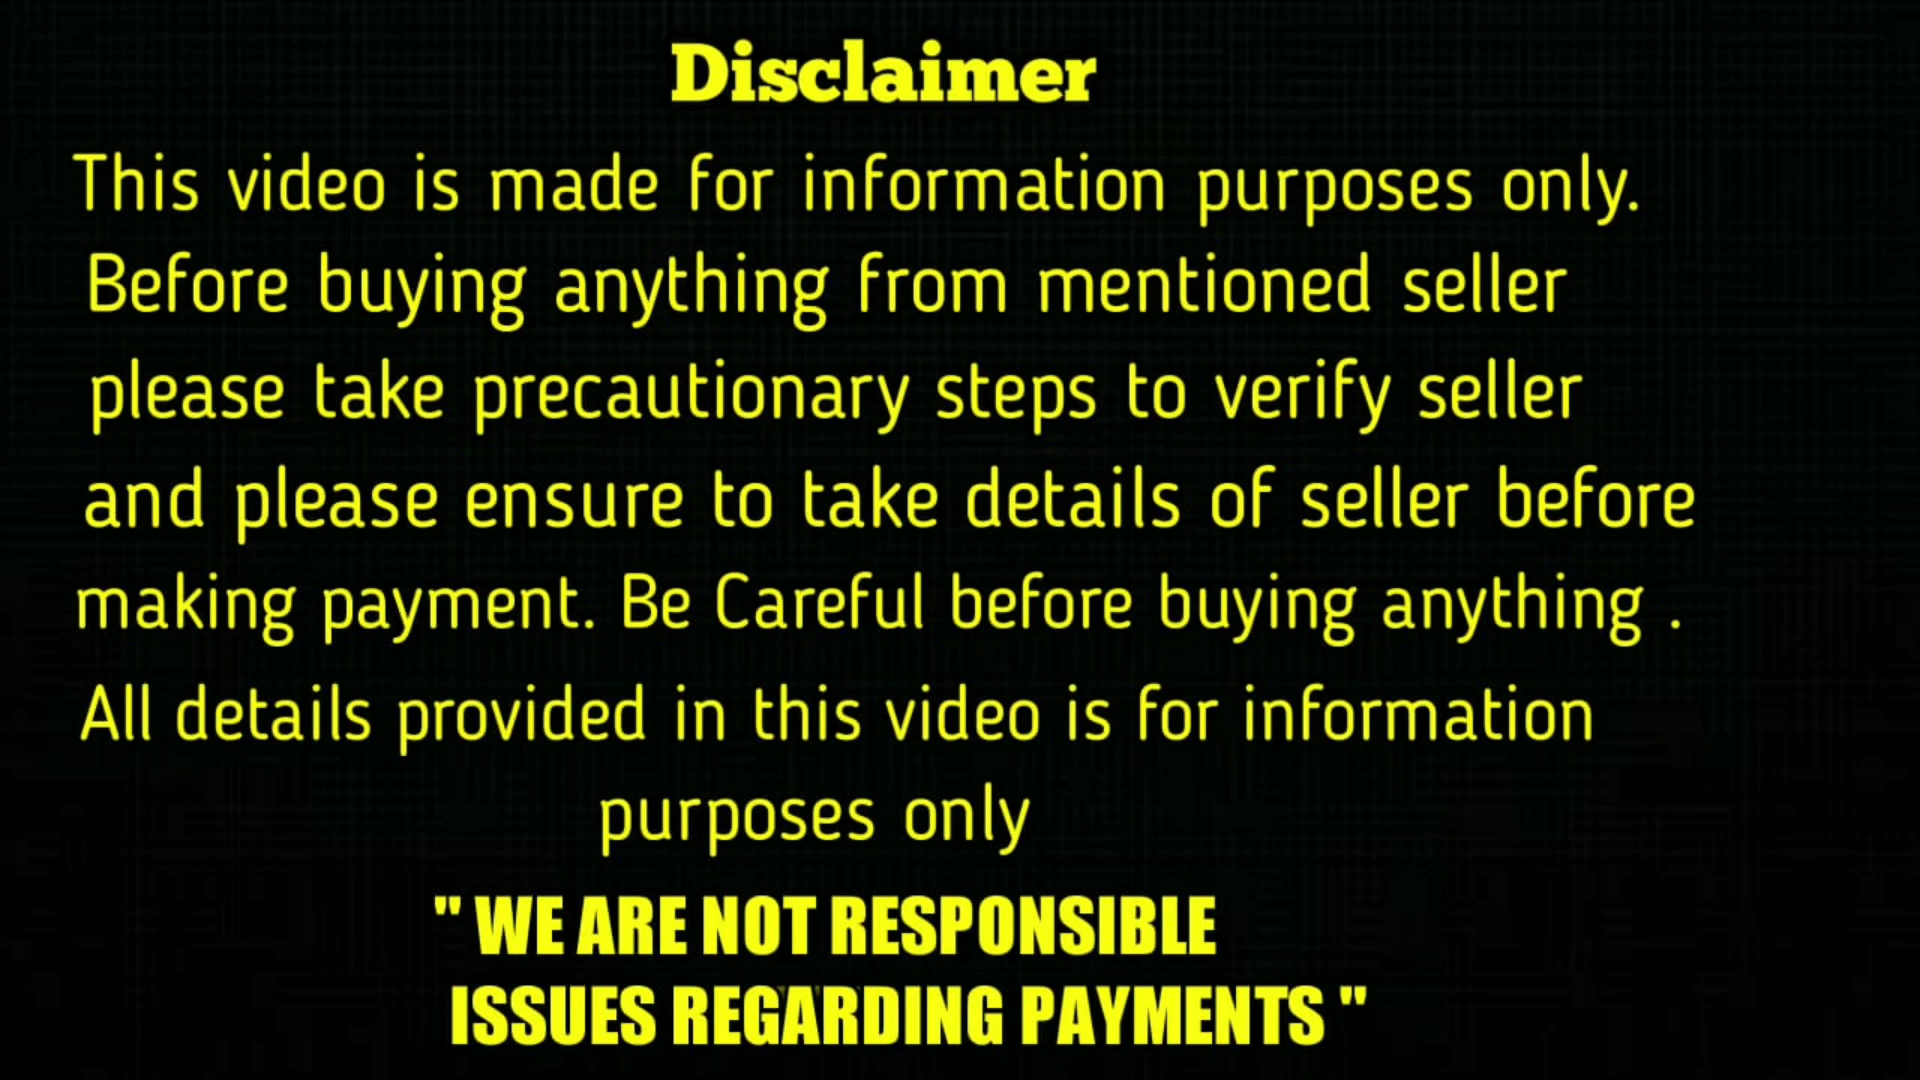 Disclaimer
This video is made for information purposes only.
Before buying anything from mentioned seller
please take precautionary steps to verify seller
and please ensure to take details of seller before
making payment. Be Careful before buying anything .
All details provided in this video is for information
purposes only
" WE ARE NOT RESPONSIBLE
ISSUES REGARDING PAYMENTS "